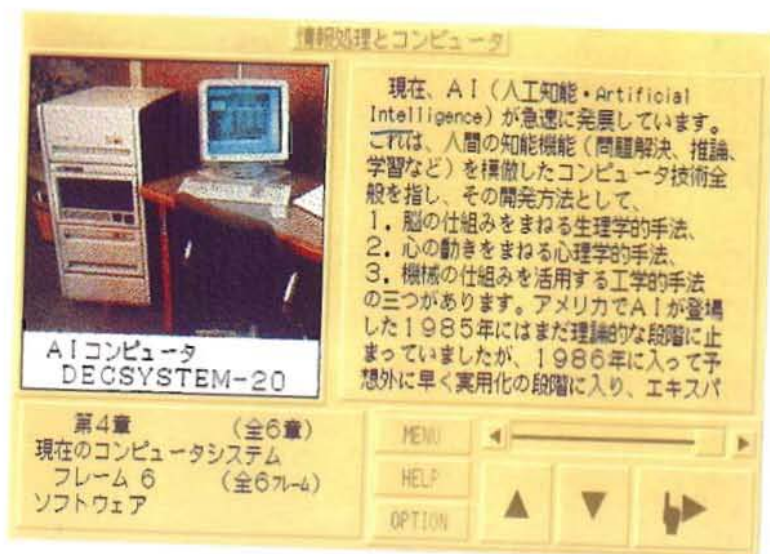 情報処理とコンピュータ
現在、AI(人工知能・Artificial
Intelligence)が急速に発展しています。
これは、人間の知能機能(問題解決、推論、
学習など)を模倣したコンピュータ技術全
般を指し、その開発方法として、
1.脳の仕組みをまねる生理学的手法、
2.心の動きをまねる心理学的手法、
3.機械の仕組みを活用する工学的手法
の三つがあります。アメリカでAIが登場
した1985年にはまだ理論的な段階に止
まっていましたが、1986年に入って予
想外に早く実用化の段階に入り、エキスパ
AIコンピュータ
DECSYSTEM-20
第4章 (全6章)
現在のコンピュータシステム
フレーム 6 (全6フレーム)
ソフトウェア
MENU
HELP
OPTION